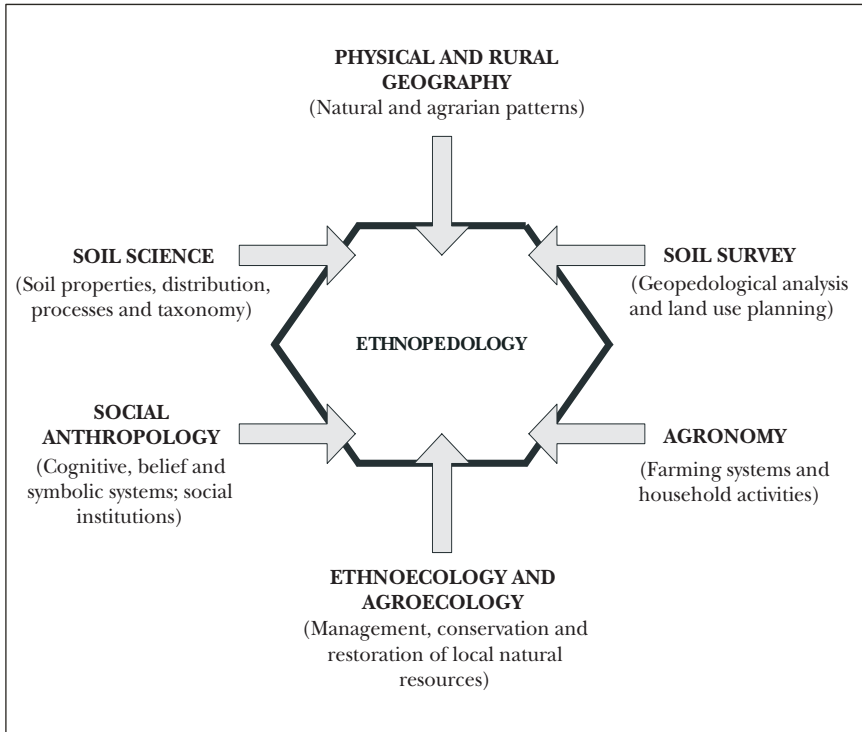 PHYSICAL AND RURAL
GEOGRAPHY
(Natural and agrarian patterns)
SOIL SCIENCE
(Soil properties, distribution,
processes and taxonomy)
SOIL SURVEY
(Geopedological analysis
and land use planning)
ETHNOPEDOLOGY
SOCIAL
ANTHROPOLOGY
(Cognitive, belief and
symbolic systems; social
institutions)
AGRONOMY
(Farming systems and
household activities)
ETHNOECOLOGY AND
AGROECOLOGY
(Management, conservation and
restoration of local natural
resources)